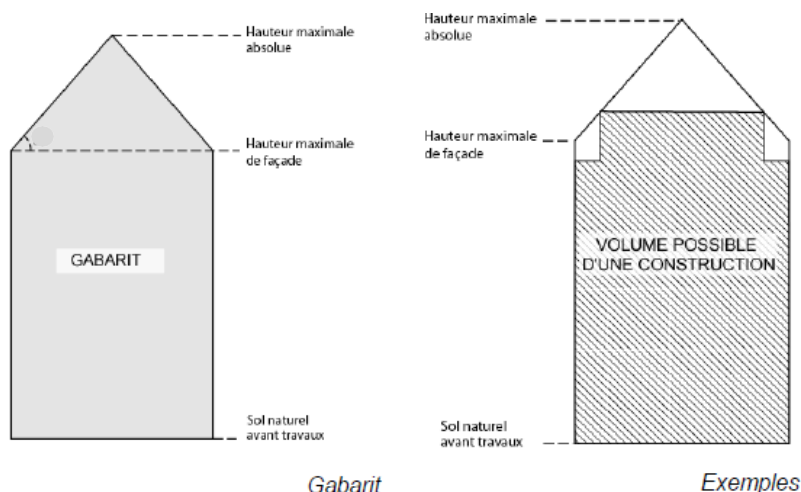 Hauteur maximale
absolue
Hauteur maximale
de façade
GABARIT
Sol naturel
avant travaux
Gabarit
Hauteur maximale
absolue
Hauteur maximale
de façade
VOLUME POSSIBLE
D'UNE CONSTRUCTION
Sol naturel
avant travaux
Exemples